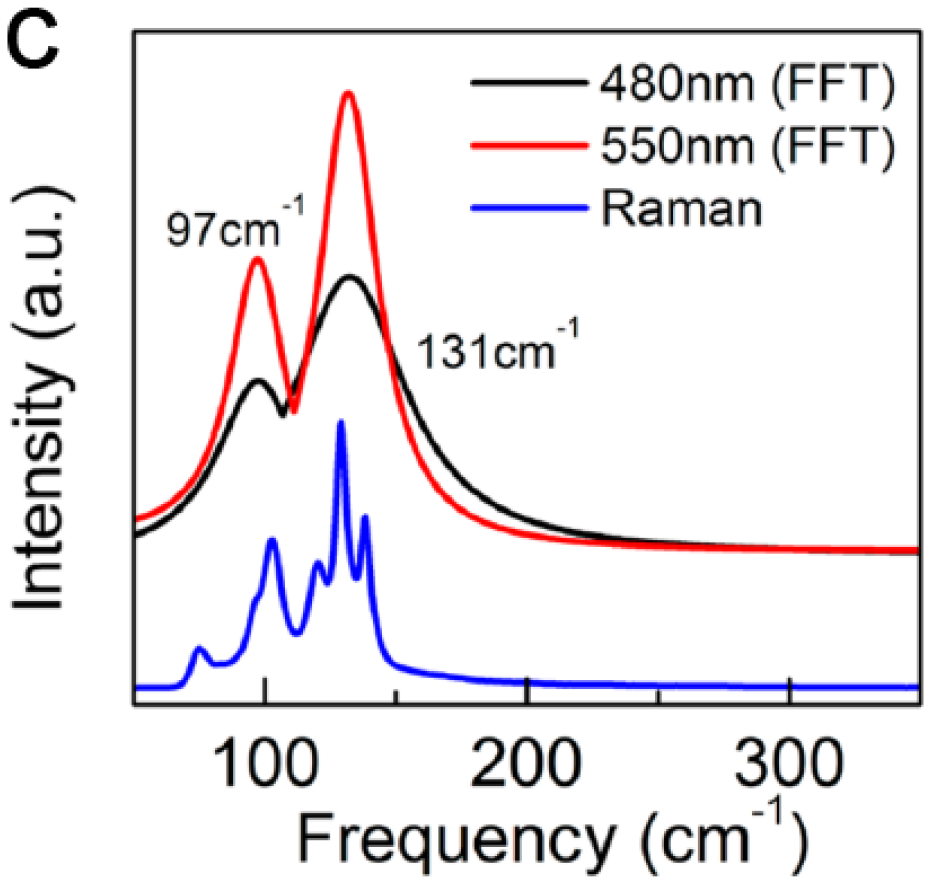 C
480nm (FFT)
550nm (FFT)
Raman
97cm⁻¹
131cm⁻¹
Intensity (a.u.)
100 200 300
Frequency (cm⁻¹)